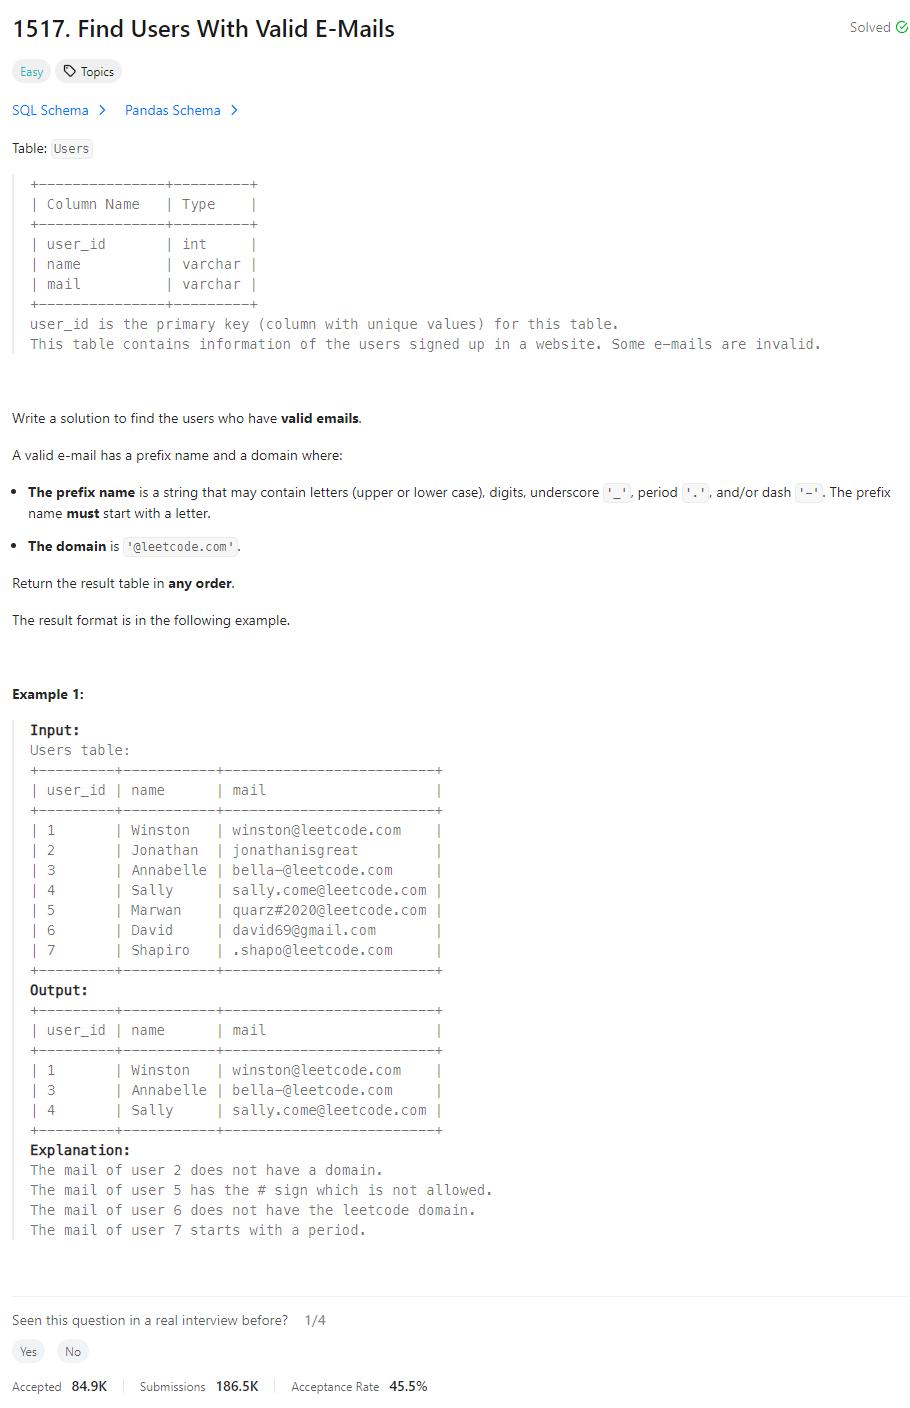 1517. Find Users With Valid E-Mails
Solved
Easy
Topics
SQL Schema
Pandas Schema
Table: Users
+---------------+---------+
| Column Name   | Type    |
+---------------+---------+
| user_id       | int     |
| name          | varchar |
| mail          | varchar |
+---------------+---------+
user_id is the primary key (column with unique values) for this table.
This table contains information of the users signed up in a website. Some e-mails are invalid.
Write a solution to find the users who have valid emails.
A valid e-mail has a prefix name and a domain where:
• The prefix name is a string that may contain letters (upper or lower case), digits, underscore '_', period '.', and/or dash '-'. The prefix
name must start with a letter.
• The domain is '@leetcode.com'.
Return the result table in any order.
The result format is in the following example.
Example 1:
Input:
Users table:
+---------+-----------+-------------------------+
| user_id | name      | mail                    |
+---------+-----------+-------------------------+
| 1       | Winston   | winston@leetcode.com    |
| 2       | Jonathan  | jonathanisgreat         |
| 3       | Annabelle | bella-@leetcode.com     |
| 4       | Sally     | sally.come@leetcode.com |
| 5       | Marwan    | quarz#2020@leetcode.com |
| 6       | David     | david69@gmail.com       |
| 7       | Shapiro   | .shapo@leetcode.com     |
+---------+-----------+-------------------------+
Output:
+---------+-----------+-------------------------+
| user_id | name      | mail                    |
+---------+-----------+-------------------------+
| 1       | Winston   | winston@leetcode.com    |
| 3       | Annabelle | bella-@leetcode.com     |
| 4       | Sally     | sally.come@leetcode.com |
+---------+-----------+-------------------------+
Explanation:
The mail of user 2 does not have a domain.
The mail of user 5 has the # sign which is not allowed.
The mail of user 6 does not have the leetcode domain.
The mail of user 7 starts with a period.
Seen this question in a real interview before? 1/4
Yes No
Accepted 84.9K Submissions 186.5K Acceptance Rate 45.5%